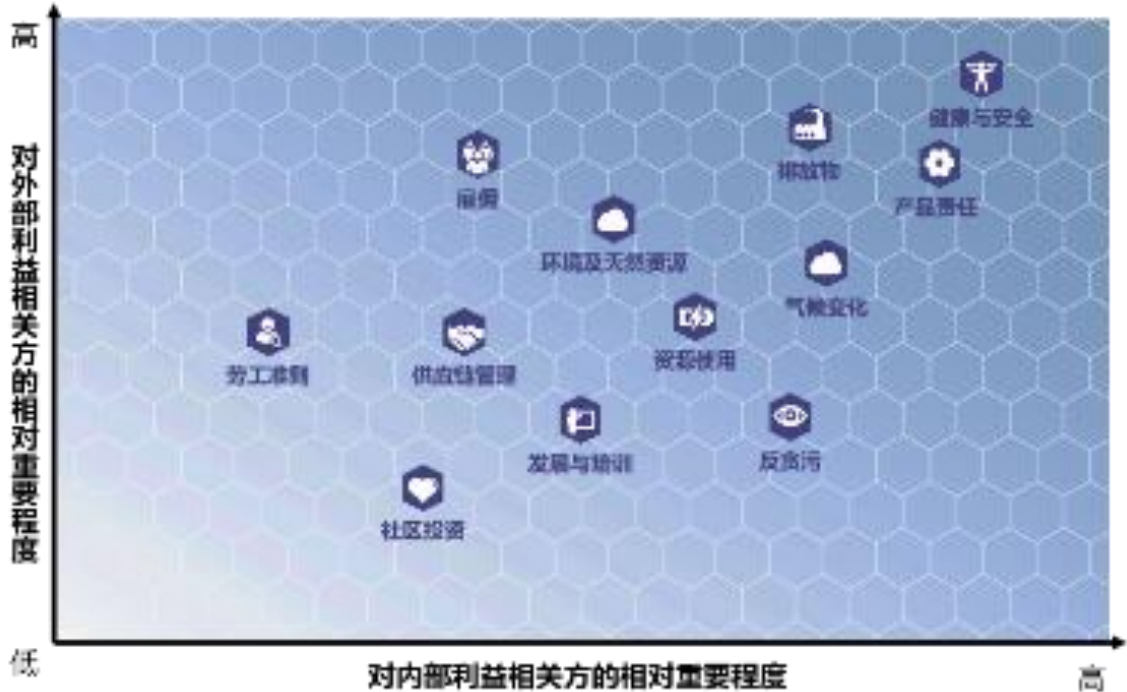 高
健康与安全
排放物
雇佣
产品责任
环境及天然资源
气候变化
资源使用
劳工准则
供应链管理
发展与培训
反贪污
社区投资
对外部利益相关方的相对重要程度
低
对内部利益相关方的相对重要程度
高